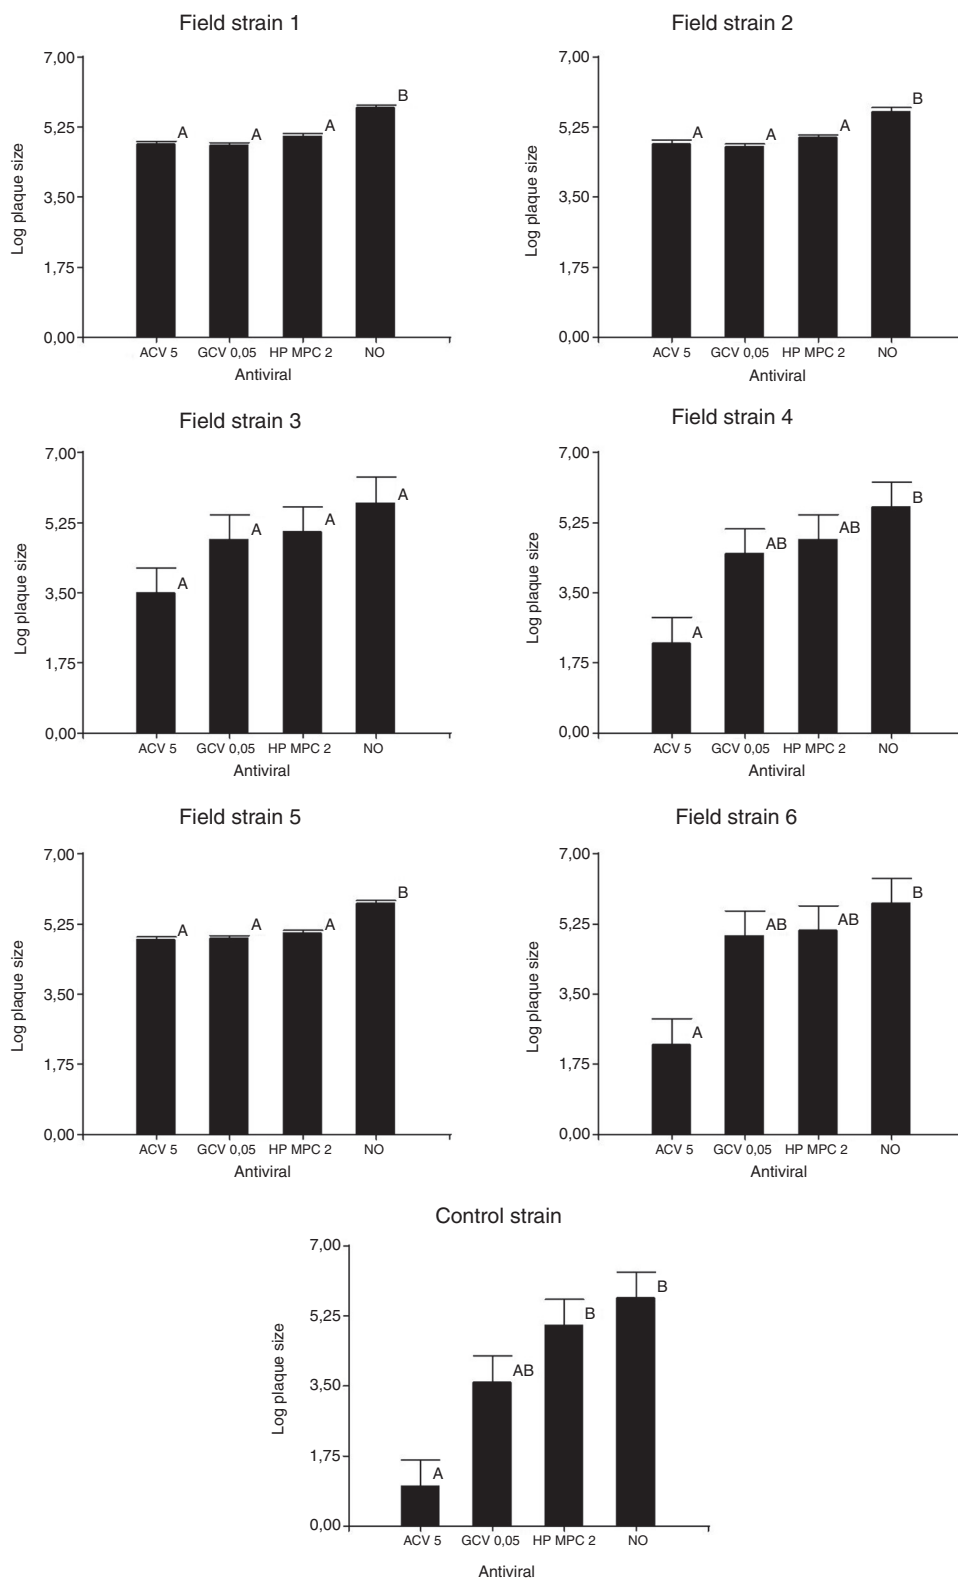 Field strain 1
7,00
5,25
3,50
1,75
0,00
Log plaque size
A
A
A
B
ACV 5 GCV 0,05 HP MPC 2 NO
Antiviral
Field strain 2
7,00
5,25
3,50
1,75
0,00
Log plaque size
A
A
A
B
ACV 5 GCV 0,05 HP MPC 2 NO
Antiviral
Field strain 3
7,00
5,25
3,50
1,75
0,00
Log plaque size
A
A
A
A
ACV 5 GCV 0,05 HP MPC 2 NO
Antiviral
Field strain 4
7,00
5,25
3,50
1,75
0,00
Log plaque size
A
AB
AB
B
ACV 5 GCV 0,05 HP MPC 2 NO
Antiviral
Field strain 5
7,00
5,25
3,50
1,75
0,00
Log plaque size
A
A
A
B
ACV 5 GCV 0,05 HP MPC 2 NO
Antiviral
Field strain 6
7,00
5,25
3,50
1,75
0,00
Log plaque size
A
AB
AB
B
ACV 5 GCV 0,05 HP MPC 2 NO
Antiviral
Control strain
7,00
5,25
3,50
1,75
0,00
Log plaque size
A
AB
B
B
ACV 5 GCV 0,05 HP MPC 2 NO
Antiviral